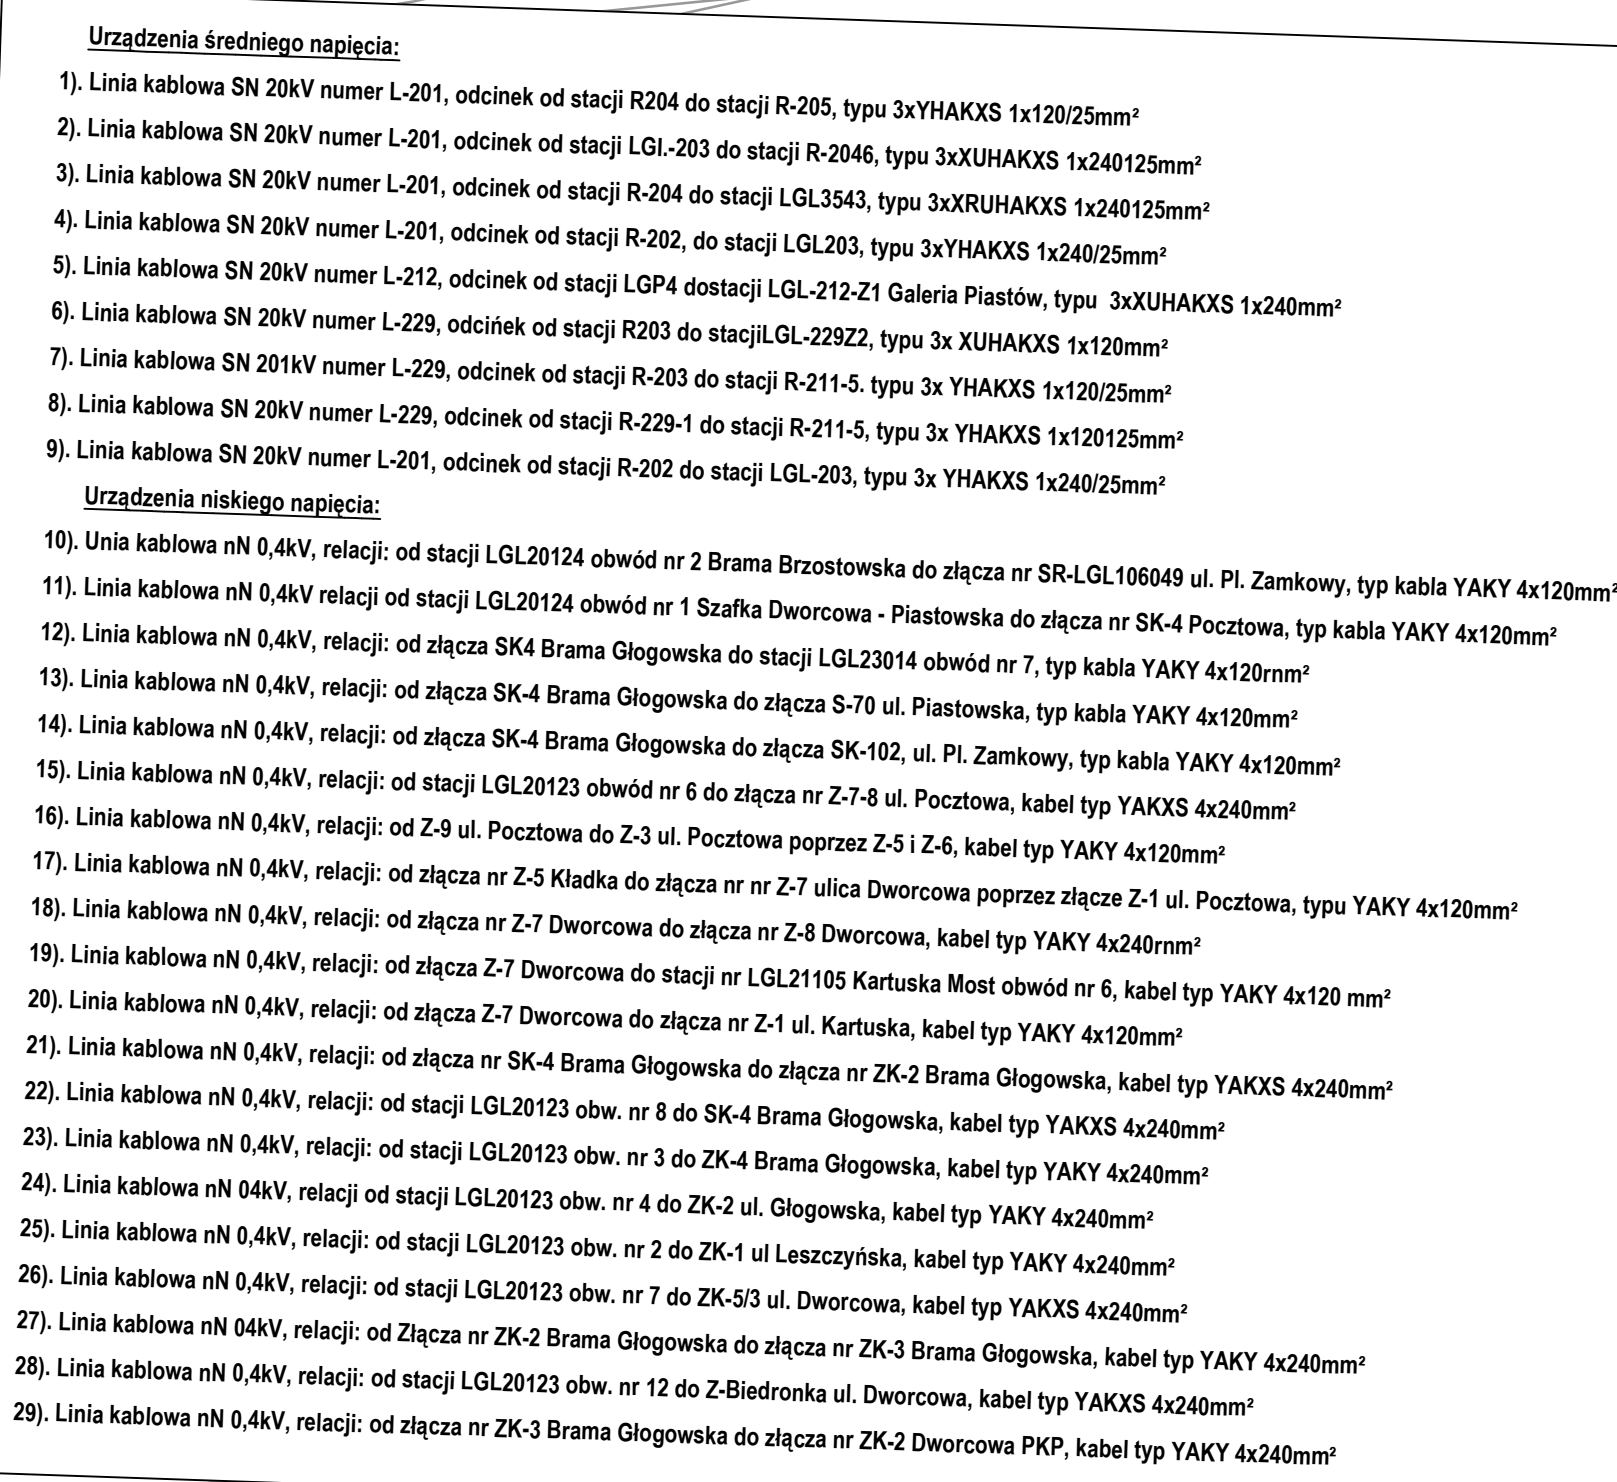 Urządzenia średniego napięcia:
1). Linia kablowa SN 20kV numer L-201, odcinek od stacji R204 do stacji R-205, typu 3xYHAKXS 1x120/25mm²
2). Linia kablowa SN 20kV numer L-201, odcinek od stacji LGI.-203 do stacji R-2046, typu 3xXUHAKXS 1x240125mm²
3). Linia kablowa SN 20kV numer L-201, odcinek od stacji R-204 do stacji LGL3543, typu 3xXRUHAKXS 1x240125mm²
4). Linia kablowa SN 20kV numer L-201, odcinek od stacji R-202, do stacji LGL203, typu 3xYHAKXS 1x240/25mm²
5). Linia kablowa SN 20kV numer L-212, odcinek od stacji LGP4 dostacji LGL-212-Z1 Galeria Piastów, typu 3xXUHAKXS 1x240mm²
6). Linia kablowa SN 20kV numer L-229, odcińek od stacji R203 do stacjiLGL-229Z2, typu 3x XUHAKXS 1x120mm²
7). Linia kablowa SN 201kV numer L-229, odcinek od stacji R-203 do stacji R-211-5. typu 3x YHAKXS 1x120/25mm²
8). Linia kablowa SN 20kV numer L-229, odcinek od stacji R-229-1 do stacji R-211-5, typu 3x YHAKXS 1x120125mm²
9). Linia kablowa SN 20kV numer L-201, odcinek od stacji R-202 do stacji LGL-203, typu 3x YHAKXS 1x240/25mm²
Urządzenia niskiego napięcia:
10). Unia kablowa nN 0,4kV, relacji: od stacji LGL20124 obwód nr 2 Brama Brzostowska do złącza nr SR-LGL106049 ul. Pl. Zamkowy, typ kabla YAKY 4x120mm²
11). Linia kablowa nN 0,4kV relacji od stacji LGL20124 obwód nr 1 Szafka Dworcowa - Piastowska do złącza nr SK-4 Pocztowa, typ kabla YAKY 4x120mm²
12). Linia kablowa nN 0,4kV, relacji: od złącza SK4 Brama Głogowska do stacji LGL23014 obwód nr 7, typ kabla YAKY 4x120rnm²
13). Linia kablowa nN 0,4kV, relacji: od złącza SK-4 Brama Głogowska do złącza S-70 ul. Piastowska, typ kabla YAKY 4x120mm²
14). Linia kablowa nN 0,4kV, relacji: od złącza SK-4 Brama Głogowska do złącza SK-102, ul. Pl. Zamkowy, typ kabla YAKY 4x120mm²
15). Linia kablowa nN 0,4kV, relacji: od stacji LGL20123 obwód nr 6 do złącza nr Z-7-8 ul. Pocztowa, kabel typ YAKXS 4x240mm²
16). Linia kablowa nN 0,4kV, relacji: od Z-9 ul. Pocztowa do Z-3 ul. Pocztowa poprzez Z-5 i Z-6, kabel typ YAKY 4x120mm²
17). Linia kablowa nN 0,4kV, relacji: od złącza nr Z-5 Kładka do złącza nr nr Z-7 ulica Dworcowa poprzez złącze Z-1 ul. Pocztowa, typu YAKY 4x120mm²
18). Linia kablowa nN 0,4kV, relacji: od złącza nr Z-7 Dworcowa do złącza nr Z-8 Dworcowa, kabel typ YAKY 4x240rnm²
19). Linia kablowa nN 0,4kV, relacji: od złącza Z-7 Dworcowa do stacji nr LGL21105 Kartuska Most obwód nr 6, kabel typ YAKY 4x120 mm²
20). Linia kablowa nN 0,4kV, relacji: od złącza Z-7 Dworcowa do złącza nr Z-1 ul. Kartuska, kabel typ YAKY 4x120mm²
21). Linia kablowa nN 0,4kV, relacji: od złącza nr SK-4 Brama Głogowska do złącza nr ZK-2 Brama Głogowska, kabel typ YAKXS 4x240mm²
22). Linia kablowa nN 0,4kV, relacji: od stacji LGL20123 obw. nr 8 do SK-4 Brama Głogowska, kabel typ YAKXS 4x240mm²
23). Linia kablowa nN 0,4kV, relacji: od stacji LGL20123 obw. nr 3 do ZK-4 Brama Głogowska, kabel typ YAKY 4x240mm²
24). Linia kablowa nN 04kV, relacji od stacji LGL20123 obw. nr 4 do ZK-2 ul. Głogowska, kabel typ YAKY 4x240mm²
25). Linia kablowa nN 0,4kV, relacji: od stacji LGL20123 obw. nr 2 do ZK-1 ul Leszczyńska, kabel typ YAKY 4x240mm²
26). Linia kablowa nN 0,4kV, relacji: od stacji LGL20123 obw. nr 7 do ZK-5/3 ul. Dworcowa, kabel typ YAKXS 4x240mm²
27). Linia kablowa nN 04kV, relacji: od Złącza nr ZK-2 Brama Głogowska do złącza nr ZK-3 Brama Głogowska, kabel typ YAKY 4x240mm²
28). Linia kablowa nN 0,4kV, relacji: od stacji LGL20123 obw. nr 12 do Z-Biedronka ul. Dworcowa, kabel typ YAKXS 4x240mm²
29). Linia kablowa nN 0,4kV, relacji: od złącza nr ZK-3 Brama Głogowska do złącza nr ZK-2 Dworcowa PKP, kabel typ YAKY 4x240mm²